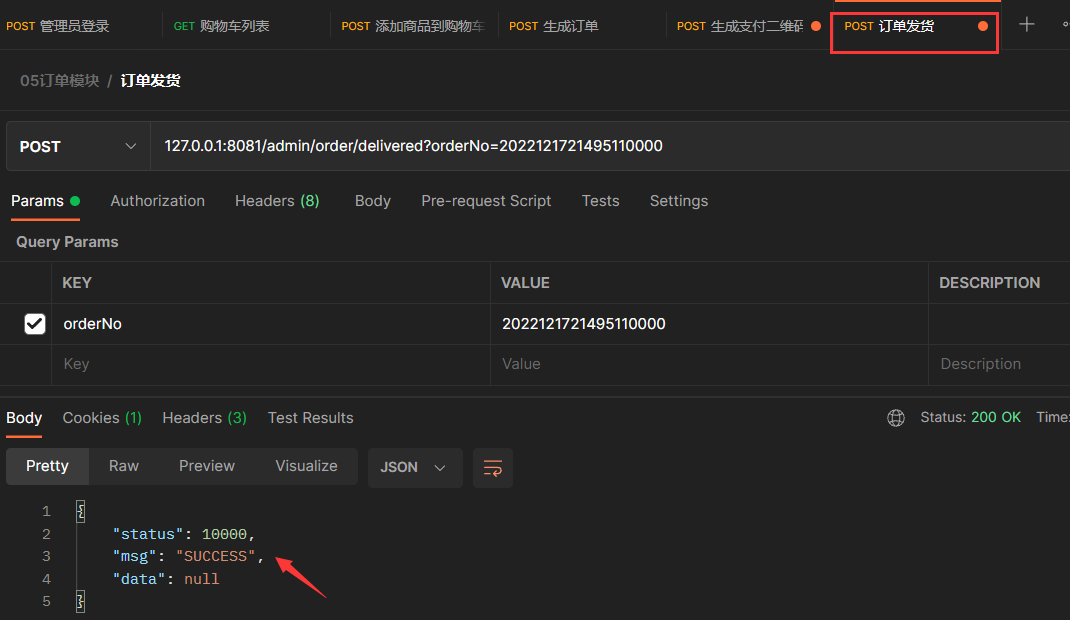 POST 管理员登录 GET 购物车列表 POST 添加商品到购物车 POST 生成订单 POST 生成支付二维码 POST 订单发货
05订单模块 / 订单发货
POST 127.0.0.1:8081/admin/order/delivered?orderNo=2022121721495110000
Params Authorization Headers (8) Body Pre-request Script Tests Settings
Query Params
KEY VALUE DESCRIPTION
orderNo 2022121721495110000
Key Value Description
Body Cookies (1) Headers (3) Test Results Status: 200 OK Time:
Pretty Raw Preview Visualize JSON
1 {
2 "status": 10000,
3 "msg": "SUCCESS",
4 "data": null
5 }